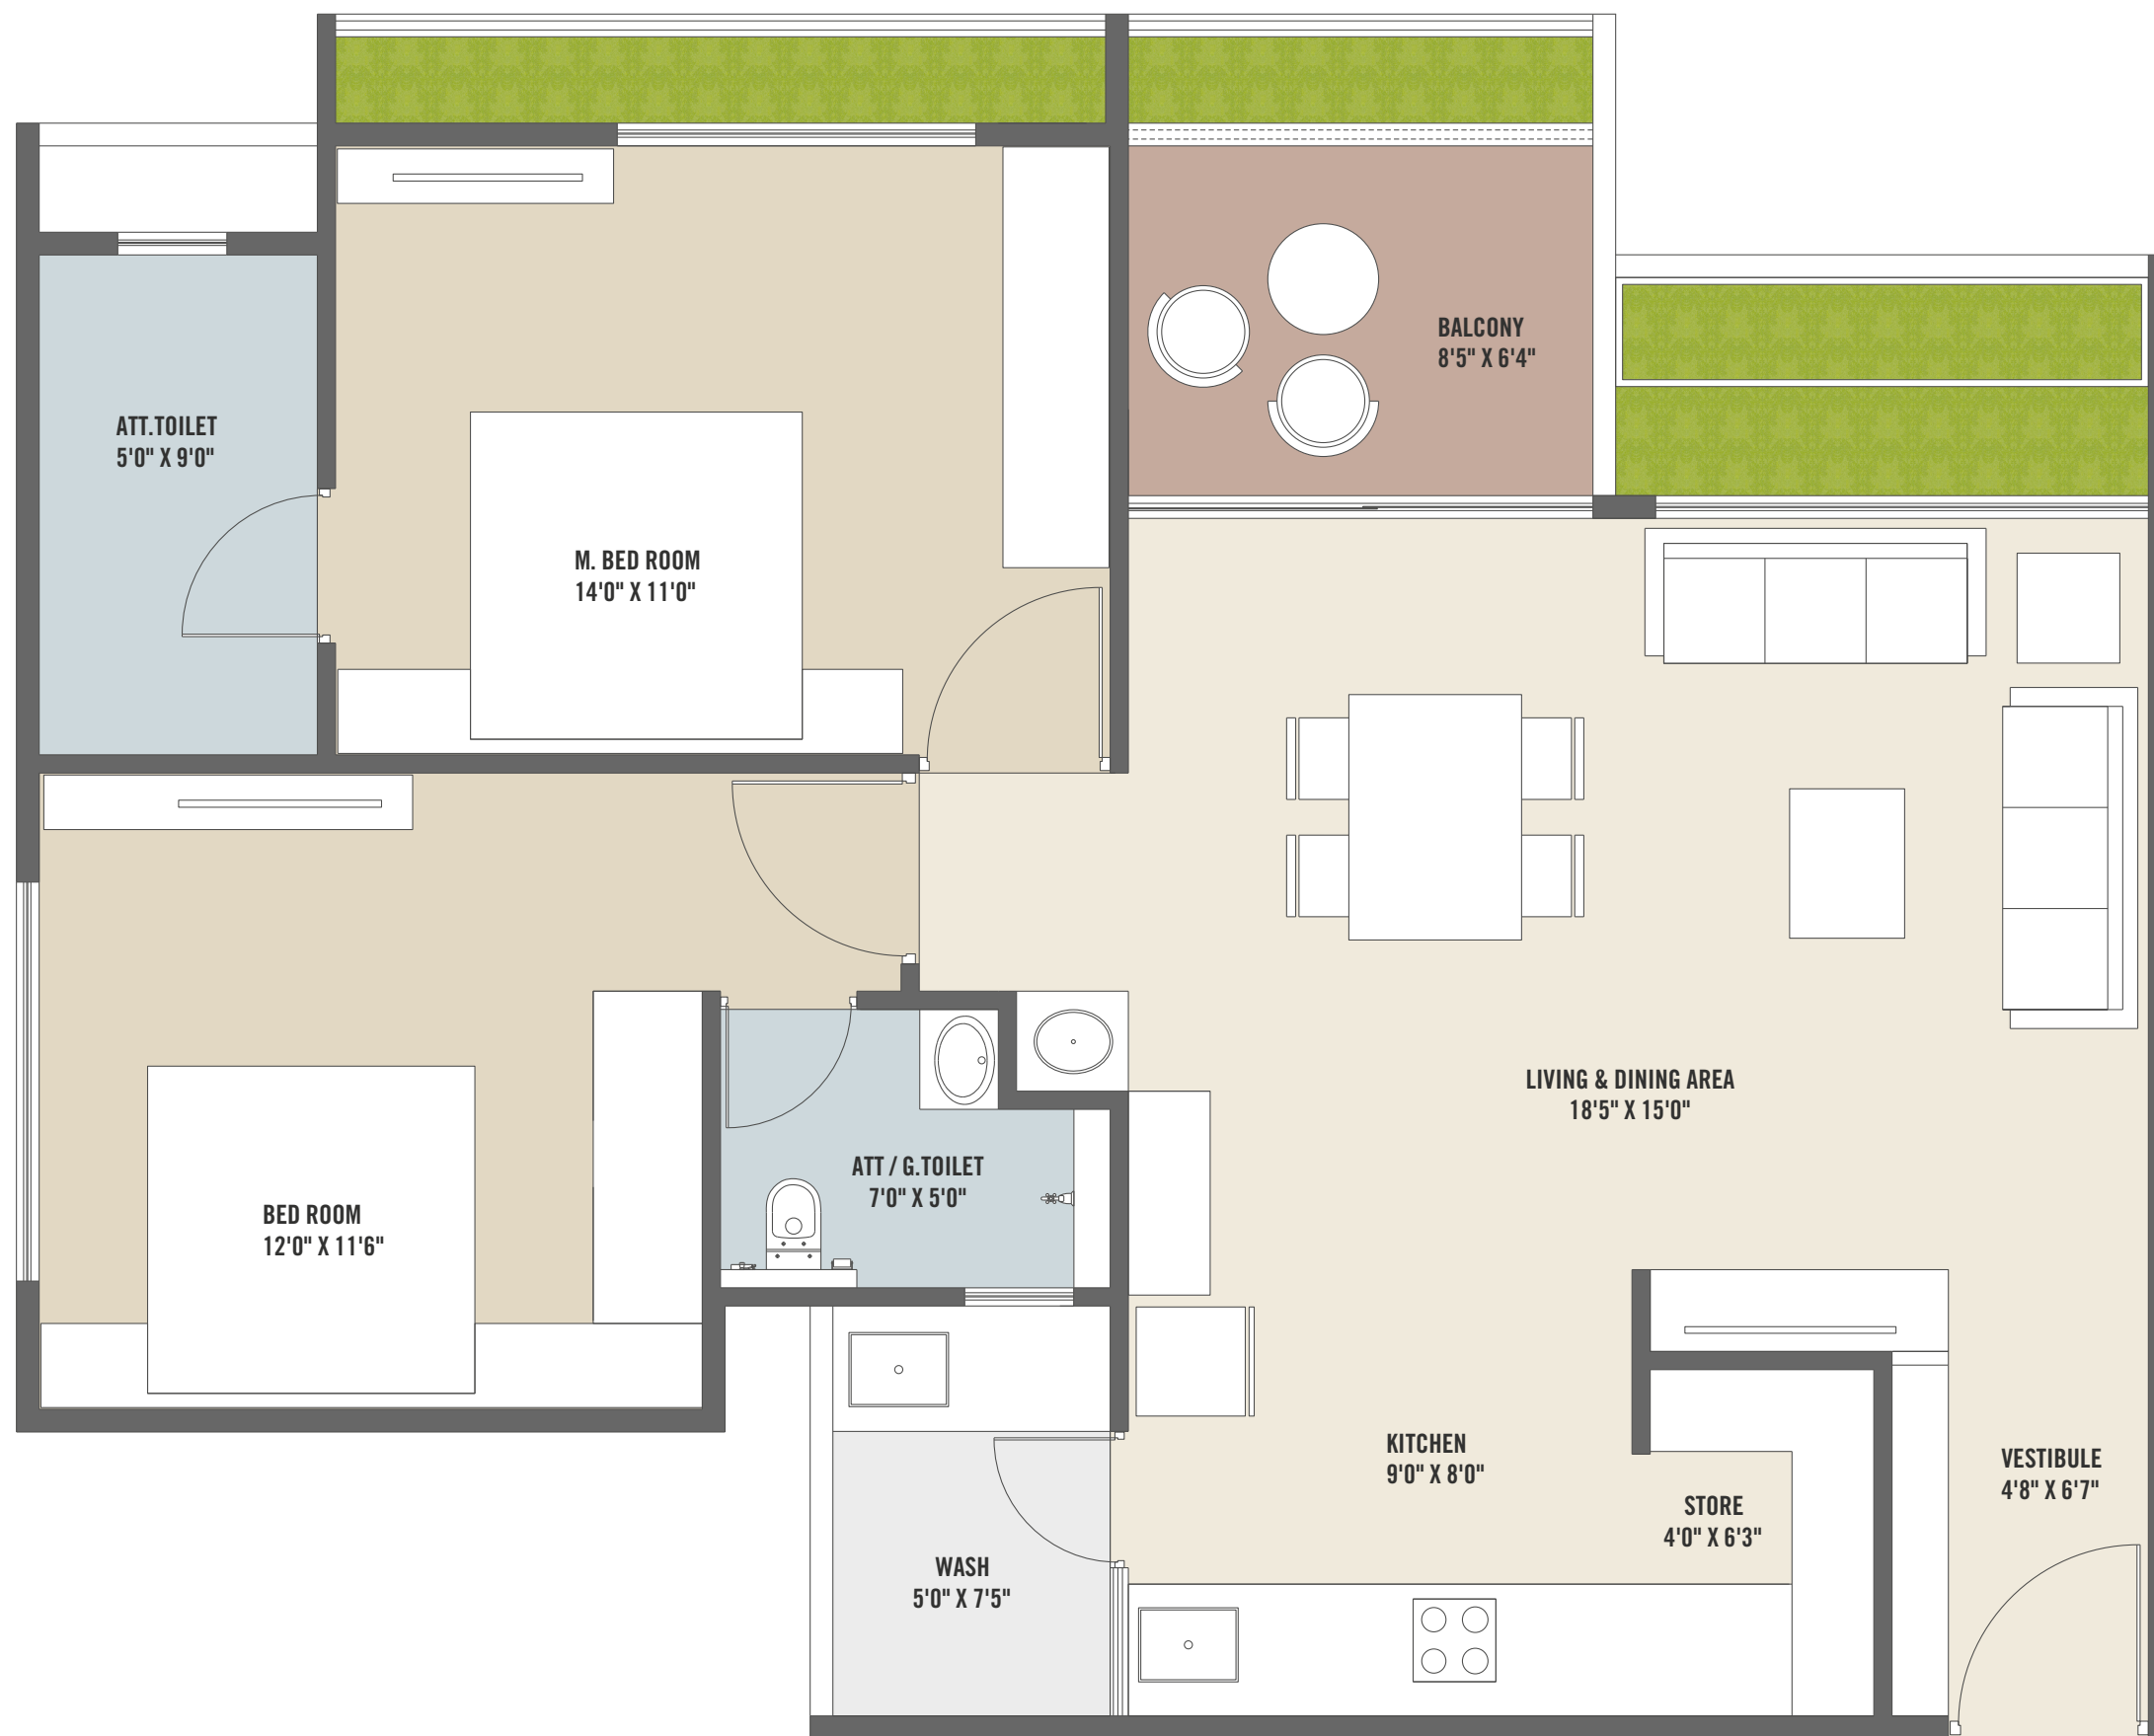 BALCONY
8'5" X 6'4"
ATT.TOILET
5'0" X 9'0"
M. BED ROOM
14'0" X 11'0"
LIVING & DINING AREA
18'5" X 15'0"
ATT / G.TOILET
7'0" X 5'0"
BED ROOM
12'0" X 11'6"
KITCHEN
9'0" X 8'0"
VESTIBULE
4'8" X 6'7"
STORE
4'0" X 6'3"
WASH
5'0" X 7'5"